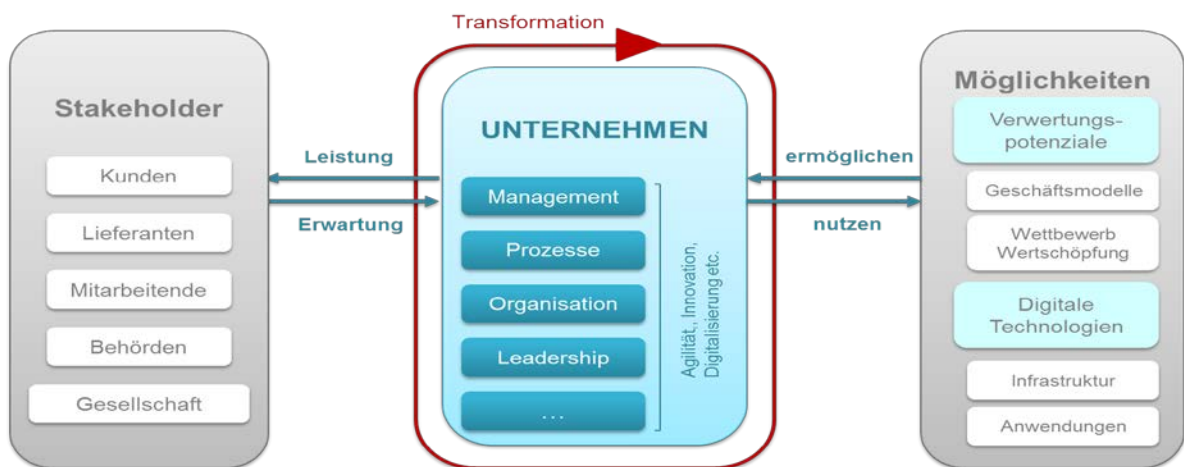 Transformation
Stakeholder
Kunden
Lieferanten
Mitarbeitende
Behörden
Gesellschaft
Leistung
Erwartung
UNTERNEHMEN
Management
Prozesse
Organisation
Leadership
...
Agilität,, Innovation,
Digitalisierung etc.
ermöglichen
nutzen
Möglichkeiten
Verwertungs-
potenziale
Geschäftsmodelle
Wettbewerb
Wertschöpfung
Digitale
Technologien
Infrastruktur
Anwendungen